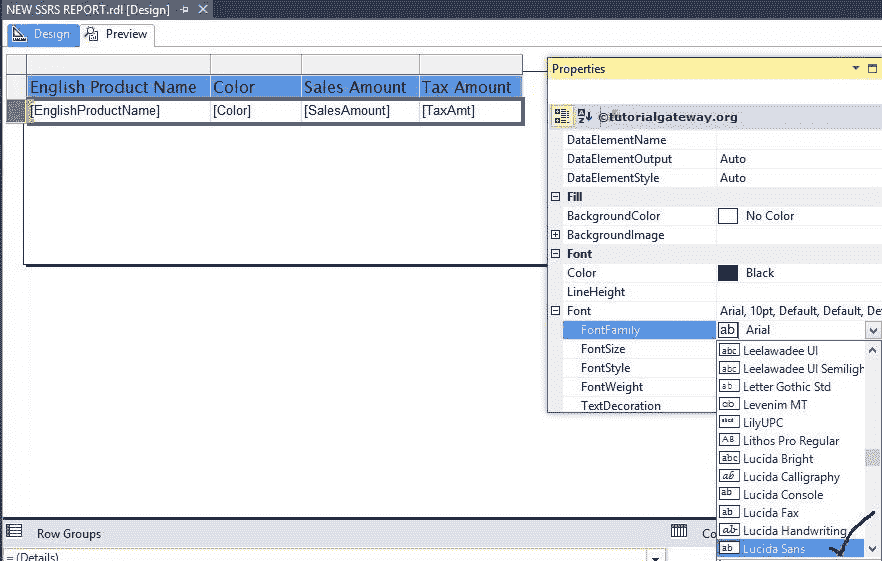 NEW SSRS REPORT.rdl [Design]
Design Preview
English Product Name Color Sales Amount Tax Amount
[EnglishProductName] [Color] [SalesAmount] [TaxAmt]
Properties
©tutorialgateway.org
DataElementName
DataElementOutput Auto
DataElementStyle Auto
Fill
BackgroundColor No Color
BackgroundImage
Font
Color Black
LineHeight
Font Arial, 10pt, Default, Default, De
FontFamily ab Arial
FontSize
FontStyle
FontWeight
TextDecoration
abc Leelawadee UI
abc Leelawadee UI Semiligh
ab Letter Gothic Std
ab Levenim MT
LilyUPC
AB Lithos Pro Regular
abc Lucida Bright
ab Lucida Calligraphy
ab Lucida Console
ab Lucida Fax
ab Lucida Handwriting
ab Lucida Sans
Row Groups Co
= (Details)